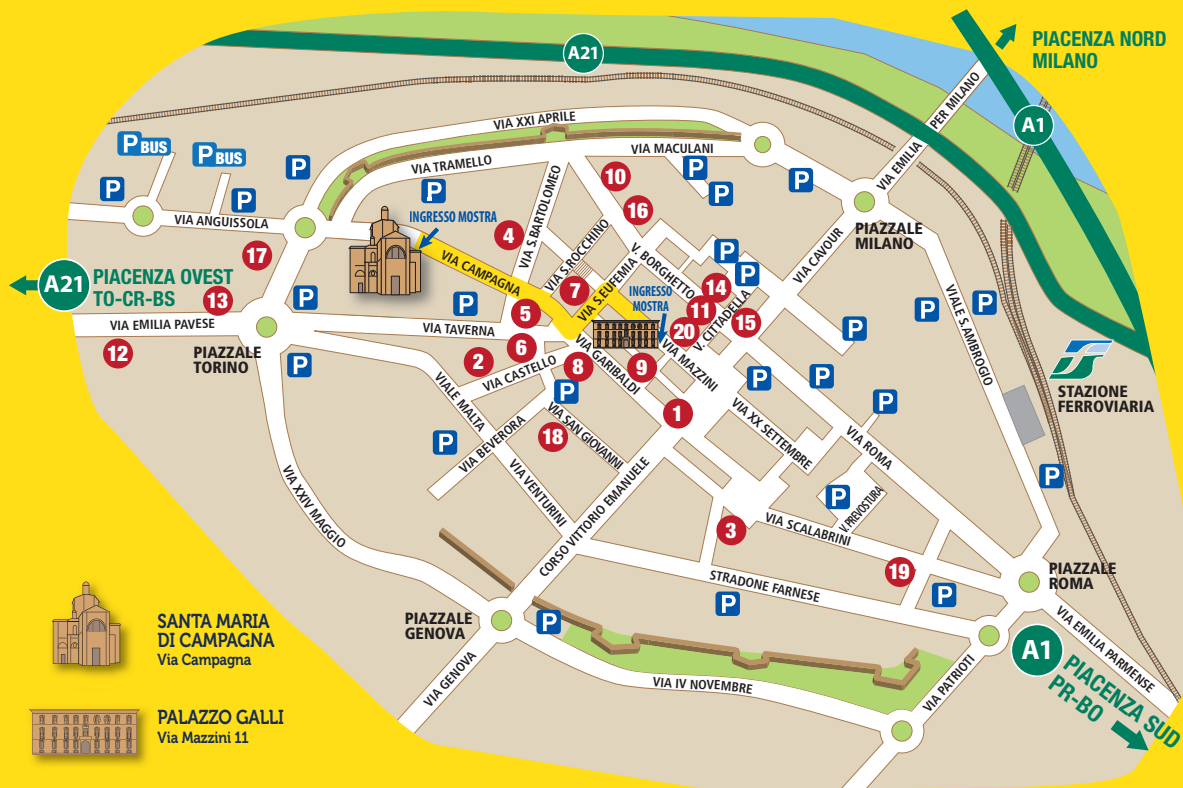 A21
PIACENZA NORD
MILANO
A1
VIA EMILIA PER MILANO
VIA XXI APRILE
VIA MACULANI
VIA TRAMELLO
P BUS
P BUS
P
P
P
P
P
P
P
VIA ANGUISSOLA
INGRESSO MOSTRA
VIA CAMPAGNA
VIA S.BARTOLOMEO
VIA S.ROCCHINO
10
16
4
17
7
PIAZZALE
MILANO
VIA CAVOUR
V. BORGHETTO
VIA S.EUFEMIA
INGRESSO
MOSTRA
A21
PIACENZA OVEST
TO-CR-BS
13
VIA EMILIA PAVESE
12
PIAZZALE
TORINO
P
P
P
VIA TAVERNA
5
6
2
VIA CASTELLO
8
9
P
P
14
11
20
15
V. CITTADELLA
VIA MAZZINI
VIA GARIBALDI
1
P
P
P
P
P
P
P
VIALE S.AMBROGIO
STAZIONE
FERROVIARIA
VIALE MALTA
VIA BEVERORA
P
P
VIA SAN GIOVANNI
18
VIA XX SETTEMBRE
VIA ROMA
P
P
V.PREVOSTURA
VIA VENTURINI
VIA XXIV MAGGIO
CORSO VITTORIO EMANUELE
3
VIA SCALABRINI
19
STRADONE FARNESE
P
P
PIAZZALE
ROMA
VIA EMILIA PARMENSE
PIAZZALE
GENOVA
P
VIA GENOVA
VIA IV NOVEMBRE
VIA PATRIOTI
A1
PIACENZA SUD
PR-BO
SANTA MARIA
DI CAMPAGNA
Via Campagna
PALAZZO GALLI
Via Mazzini 11